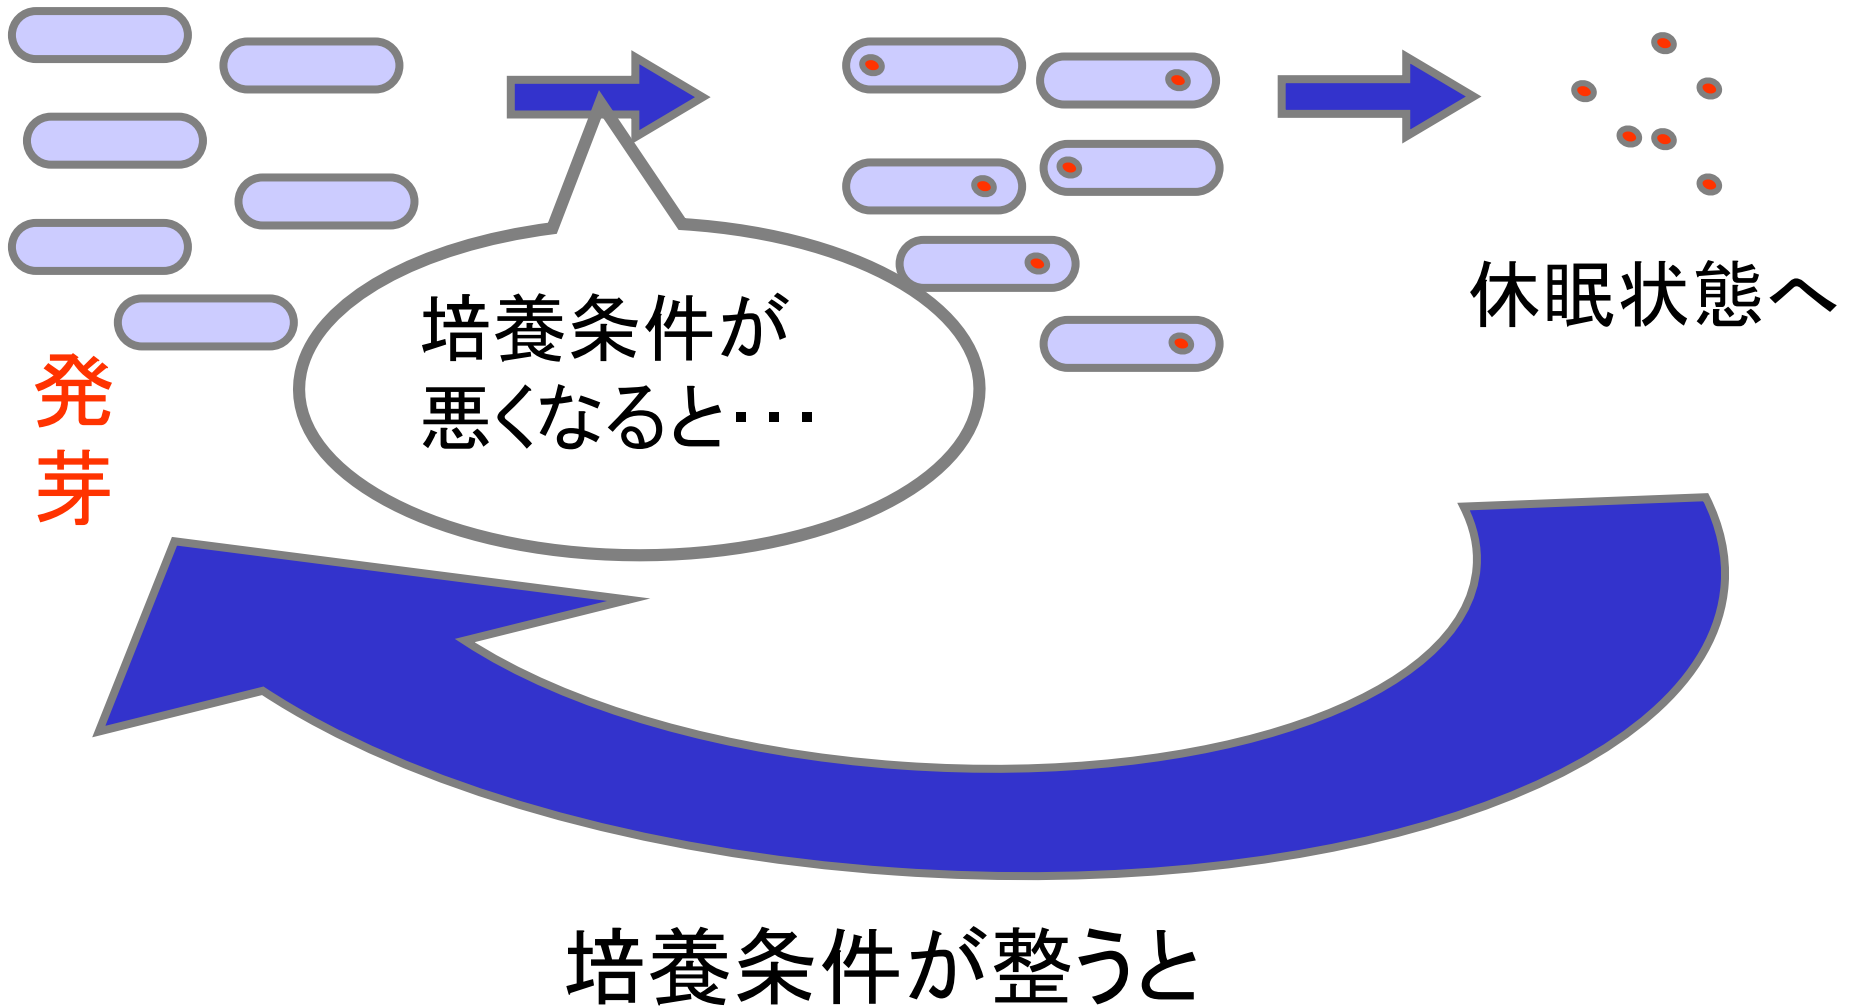 培養条件が
悪くなると・・・
休眠状態へ
発
芽
培養条件が整うと